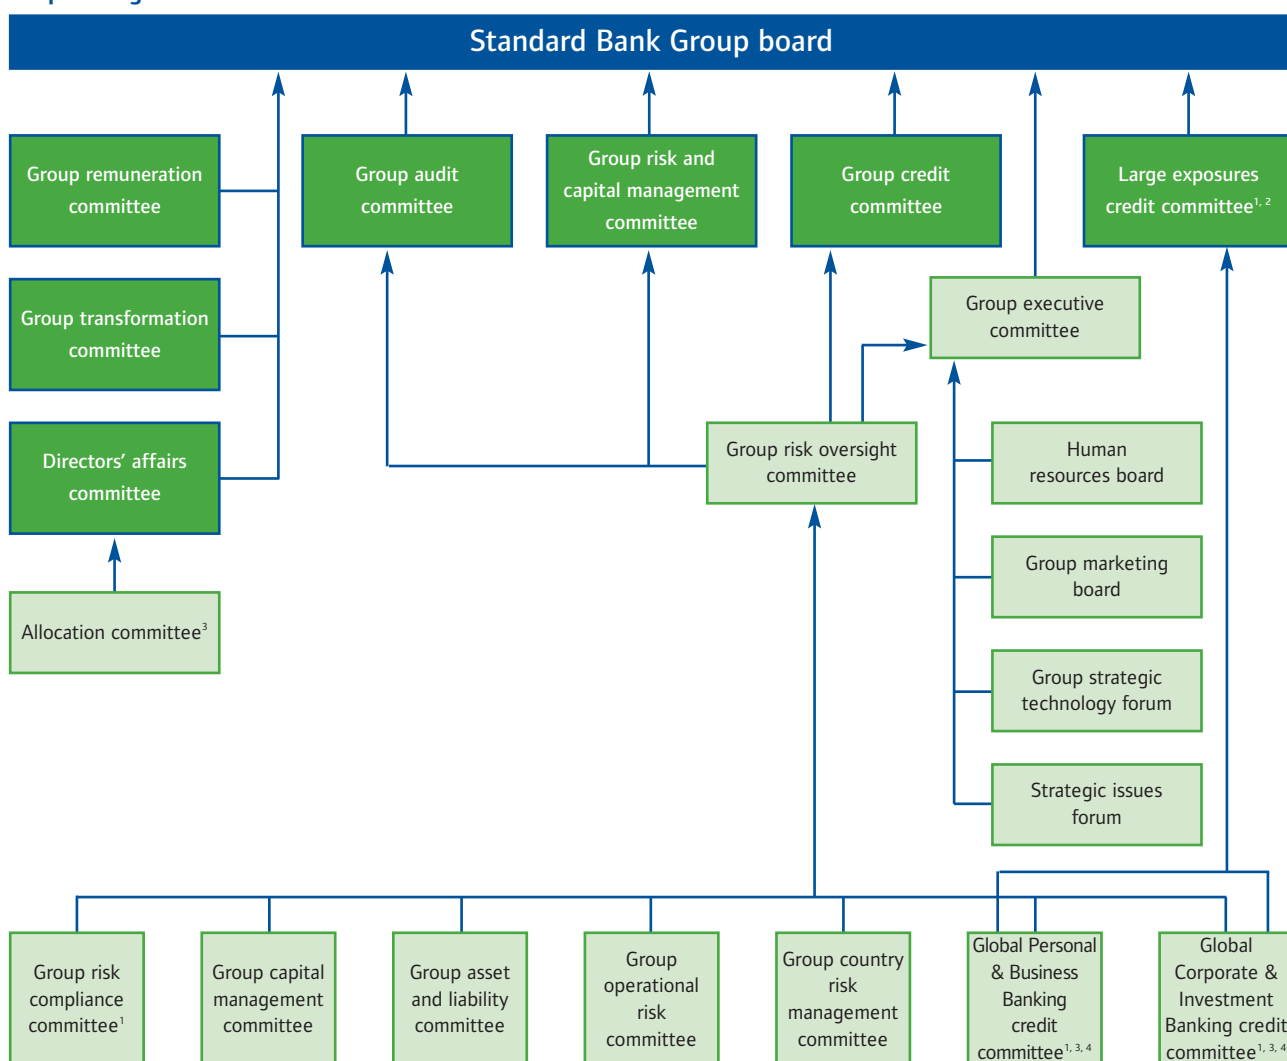 Standard Bank Group board
Group remuneration
committee
Group audit
committee
Group risk and
capital management
committee
Group credit
committee
Large exposures
credit committee1, 2
Group transformation
committee
Group executive
committee
Directors’ affairs
committee
Group risk oversight
committee
Human
resources board
Group marketing
board
Allocation committee3
Group strategic
technology forum
Strategic issues
forum
Group risk
compliance
committee1
Group capital
management
committee
Group asset
and liability
committee
Group
operational
risk
committee
Group country
risk
management
committee
Global Personal
& Business
Banking
credit
committee1, 3, 4
Global
Corporate &
Investment
Banking credit
committee1, 3, 4